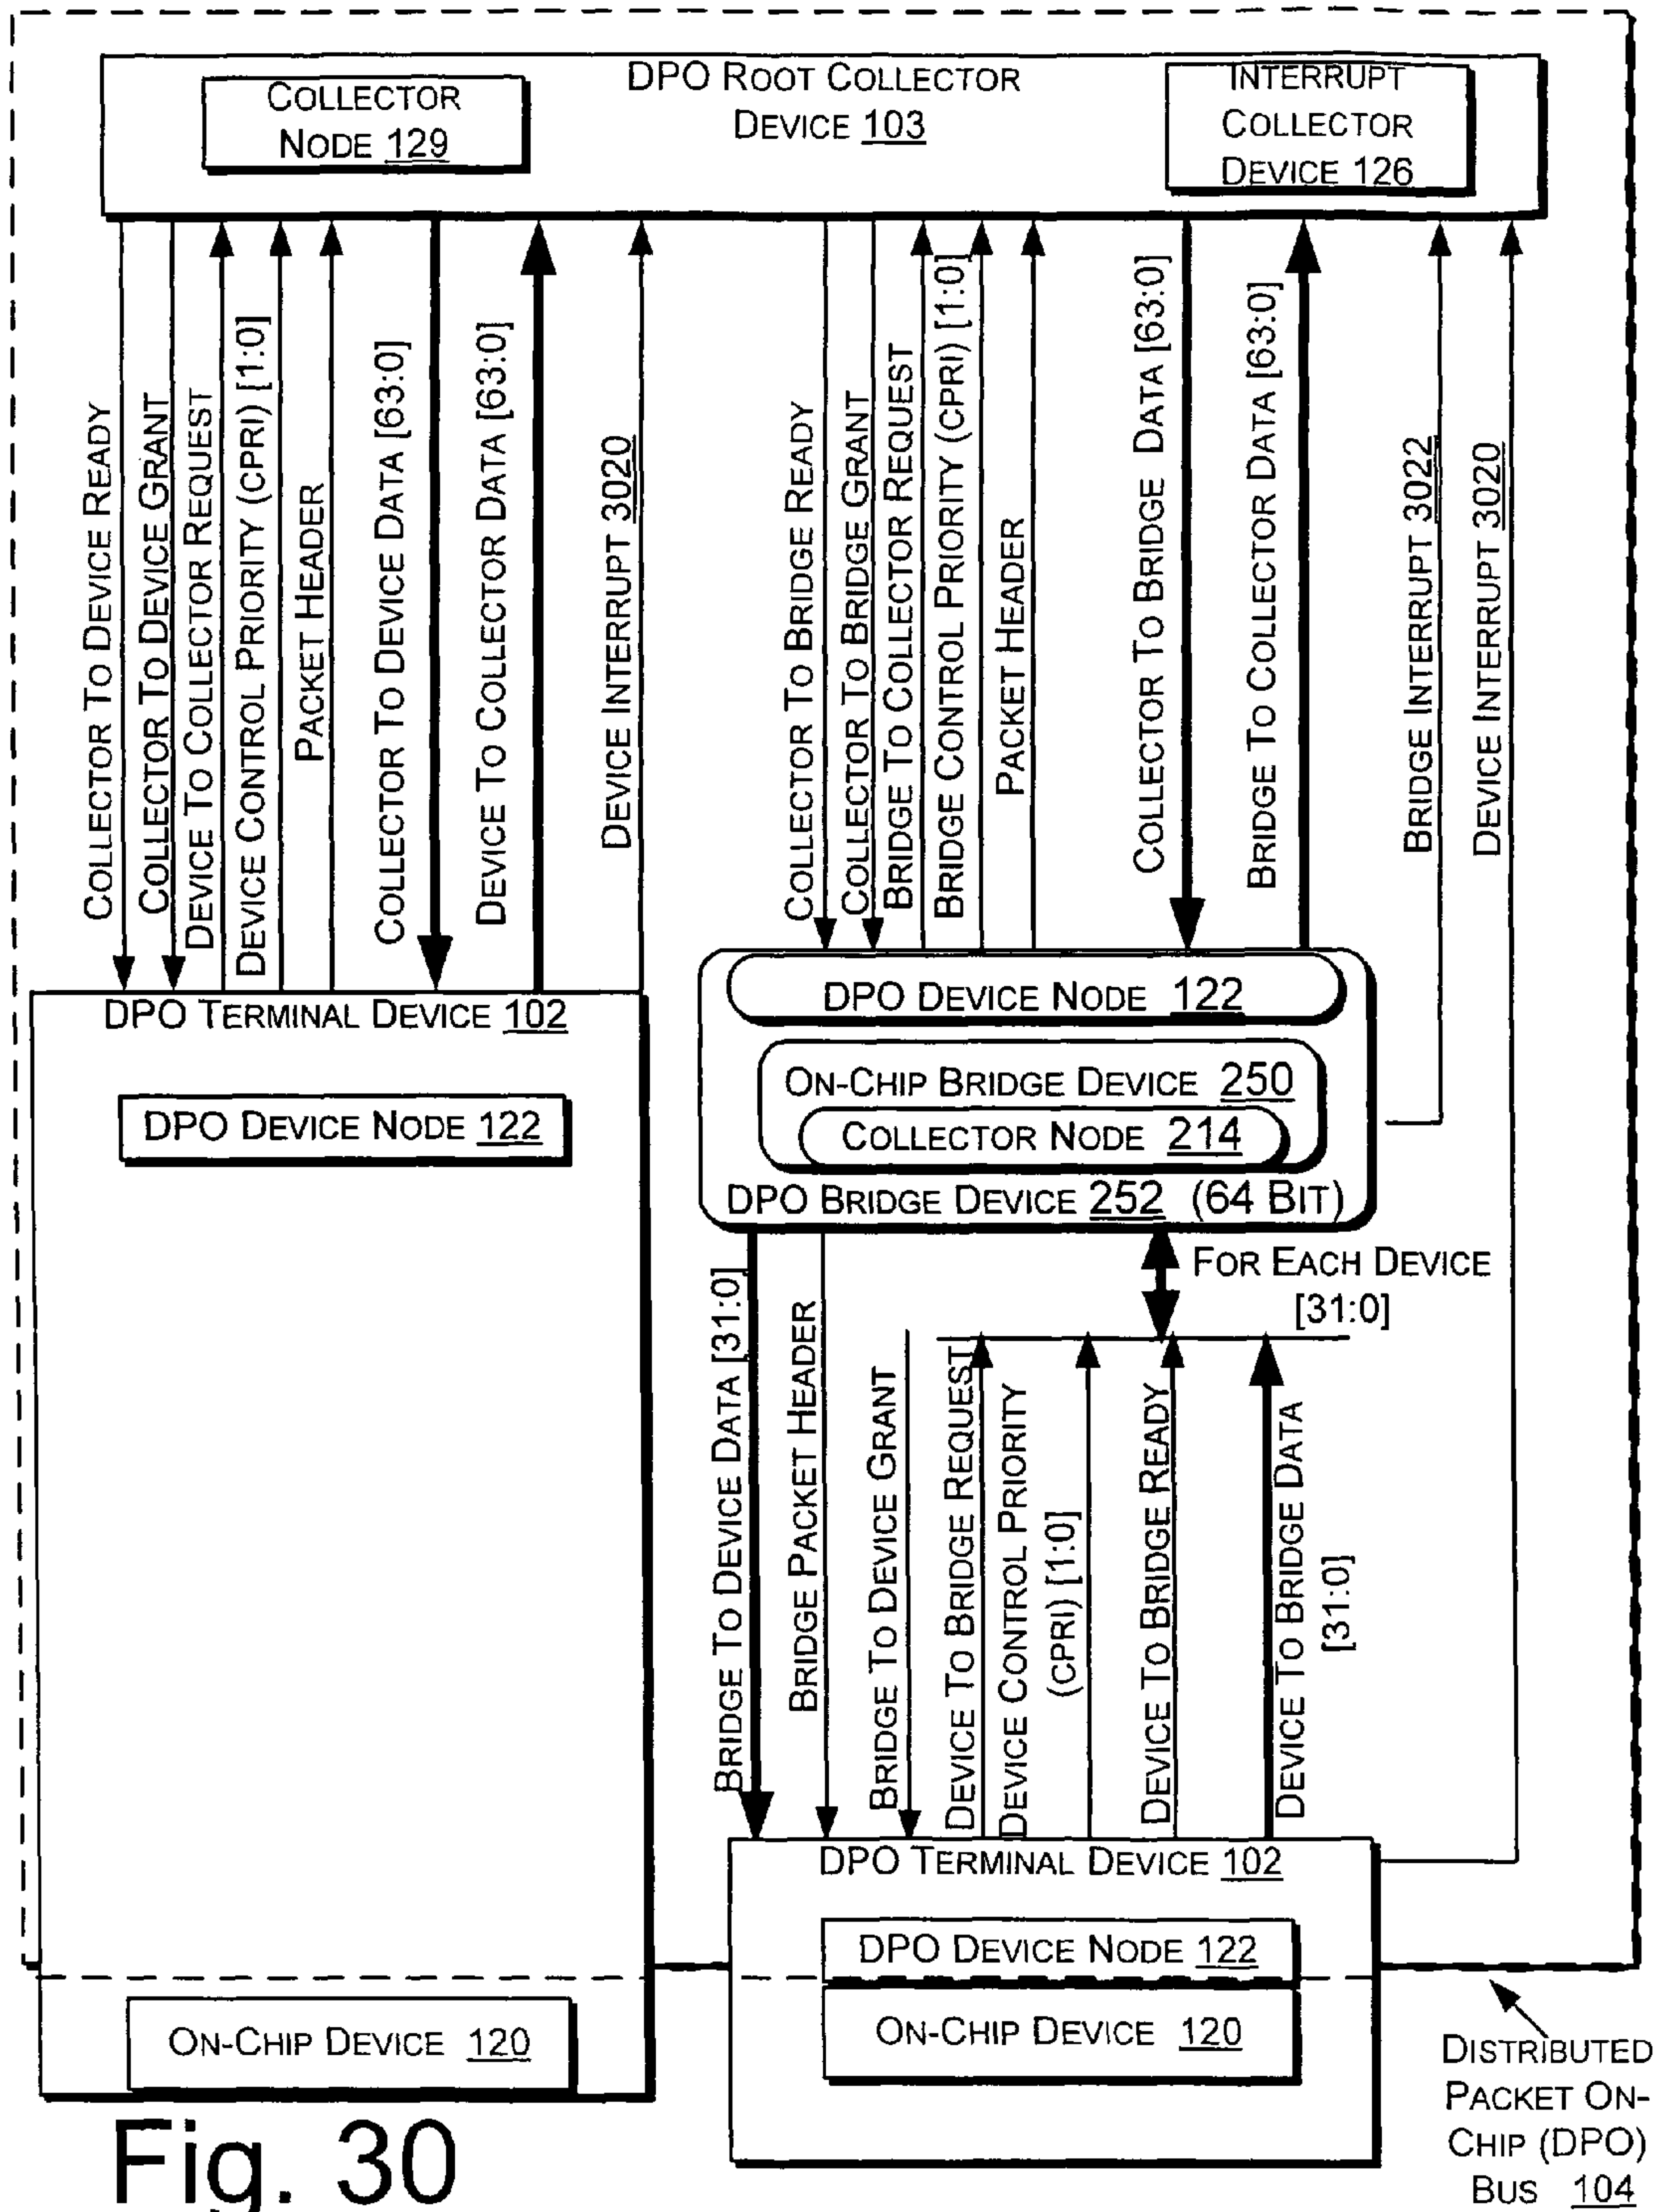 DPO ROOT COLLECTOR
DEVICE 103
COLLECTOR
NODE 129
INTERRUPT
COLLECTOR
DEVICE 126
COLLECTOR TO DEVICE READY
COLLECTOR TO DEVICE GRANT
DEVICE TO COLLECTOR REQUEST
DEVICE CONTROL PRIORITY (CPRI) [1:0]
PACKET HEADER
COLLECTOR TO DEVICE DATA [63:0]
DEVICE TO COLLECTOR DATA [63:0]
DEVICE INTERRUPT 3020
COLLECTOR TO BRIDGE READY
COLLECTOR TO BRIDGE GRANT
BRIDGE TO COLLECTOR REQUEST
BRIDGE CONTROL PRIORITY (CPRI) [1:0]
PACKET HEADER
COLLECTOR TO BRIDGE DATA [63:0]
BRIDGE TO COLLECTOR DATA [63:0]
BRIDGE INTERRUPT 3022
DEVICE INTERRUPT 3020
DPO TERMINAL DEVICE 102
DPO DEVICE NODE 122
DPO DEVICE NODE 122
ON-CHIP BRIDGE DEVICE 250
COLLECTOR NODE 214
DPO BRIDGE DEVICE 252 (64 BIT)
FOR EACH DEVICE
[31:0]
BRIDGE TO DEVICE DATA [31:0]
BRIDGE PACKET HEADER
BRIDGE TO DEVICE GRANT
DEVICE TO BRIDGE REQUEST
DEVICE CONTROL PRIORITY
(CPRI) [1:0]
DEVICE TO BRIDGE READY
DEVICE TO BRIDGE DATA
[31:0]
DPO TERMINAL DEVICE 102
DPO DEVICE NODE 122
ON-CHIP DEVICE 120
ON-CHIP DEVICE 120
DISTRIBUTED
PACKET ON-
CHIP (DPO)
BUS 104
Fig. 30